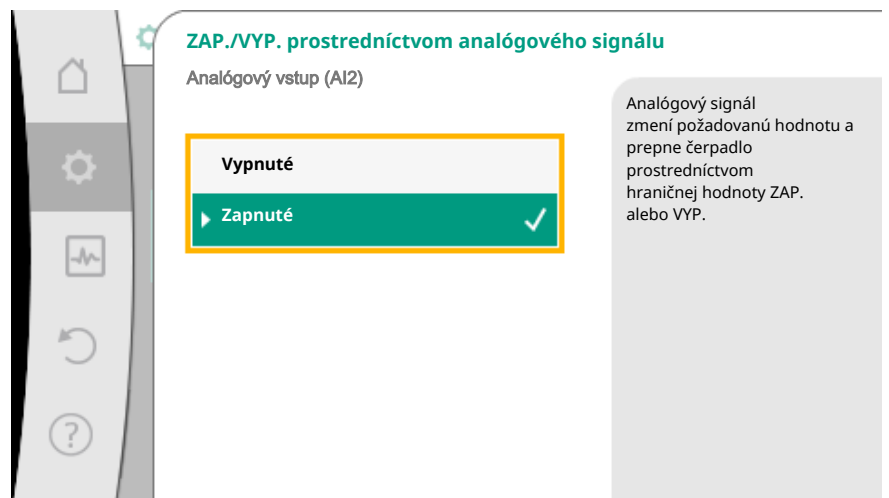 ZAP./VYP. prostredníctvom analógového signálu
Analógový vstup (AI2)
Vypnuté
Zapnuté
Analógový signál
zmení požadovanú hodnotu a
prepne čerpadlo
prostredníctvom
hraničnej hodnoty ZAP.
alebo VYP.
?